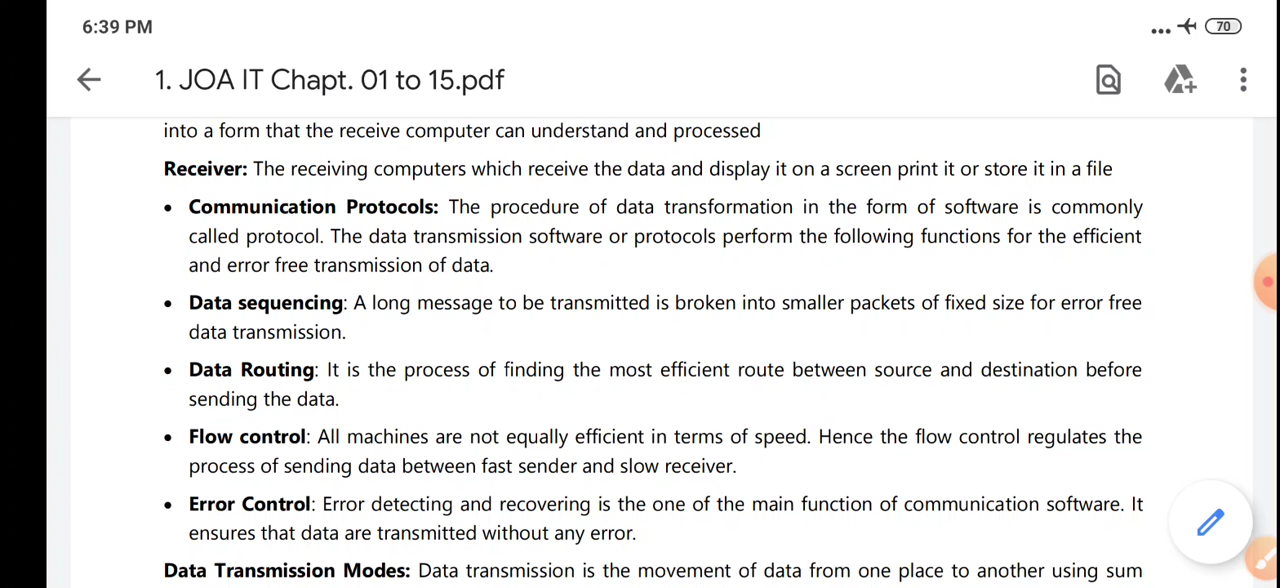 6:39 PM
70
1. JOA IT Chapt. 01 to 15.pdf
into a form that the receive computer can understand and processed
Receiver: The receiving computers which receive the data and display it on a screen print it or store it in a file
• Communication Protocols: The procedure of data transformation in the form of software is commonly
called protocol. The data transmission software or protocols perform the following functions for the efficient
and error free transmission of data.
• Data sequencing: A long message to be transmitted is broken into smaller packets of fixed size for error free
data transmission.
• Data Routing: It is the process of finding the most efficient route between source and destination before
sending the data.
• Flow control: All machines are not equally efficient in terms of speed. Hence the flow control regulates the
process of sending data between fast sender and slow receiver.
• Error Control: Error detecting and recovering is the one of the main function of communication software. It
ensures that data are transmitted without any error.
Data Transmission Modes: Data transmission is the movement of data from one place to another using sum